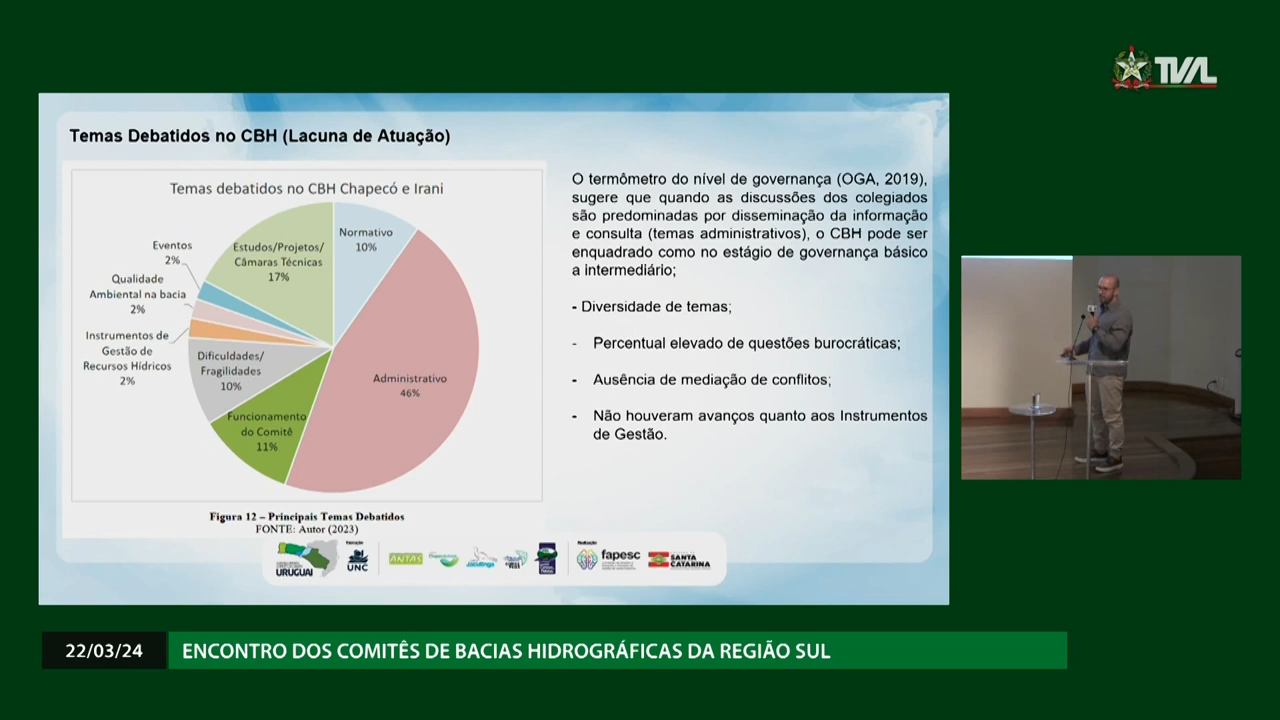 TVAL
Temas Debatidos no CBH (Lacuna de Atuação)
Temas debatidos no CBH Chapecó e Irani
Normativo
10%
Administrativo
46%
Funcionamento
do Comitê
11%
Dificuldades/
Fragilidades
10%
Instrumentos de
Gestão de
Recursos Hídricos
2%
Qualidade
Ambiental na bacia
2%
Eventos
2%
Estudos/Projetos/
Câmaras Técnicas
17%
Figura 12 – Principais Temas Debatidos
FONTE: Autor (2023)
O termômetro do nível de governança (OGA, 2019),
sugere que quando as discussões dos colegiados
são predominadas por disseminação da informação
e consulta (temas administrativos), o CBH pode ser
enquadrado como no estágio de governança básico
a intermediário;
- Diversidade de temas;
- Percentual elevado de questões burocráticas;
- Ausência de mediação de conflitos;
- Não houveram avanços quanto aos Instrumentos
de Gestão.
URUGUAI
UNC
ANTAS
Jacutinga
fapesc
SANTA
CATARINA
22/03/24
ENCONTRO DOS COMITÊS DE BACIAS HIDROGRÁFICAS DA REGIÃO SUL